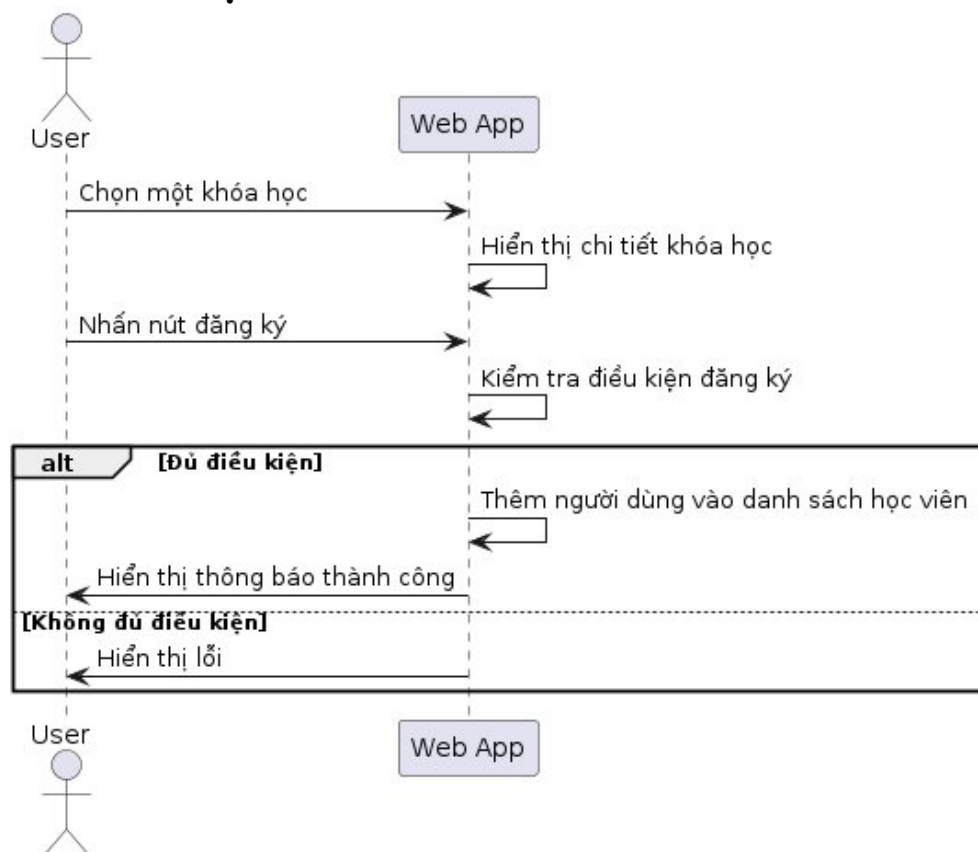 User
Web App
Chọn một khóa học
Hiển thị chi tiết khóa học
Nhấn nút đăng ký
Kiểm tra điều kiện đăng ký
alt [Đủ điều kiện]
Thêm người dùng vào danh sách học viên
Hiển thị thông báo thành công
[Không đủ điều kiện]
Hiển thị lỗi
User
Web App